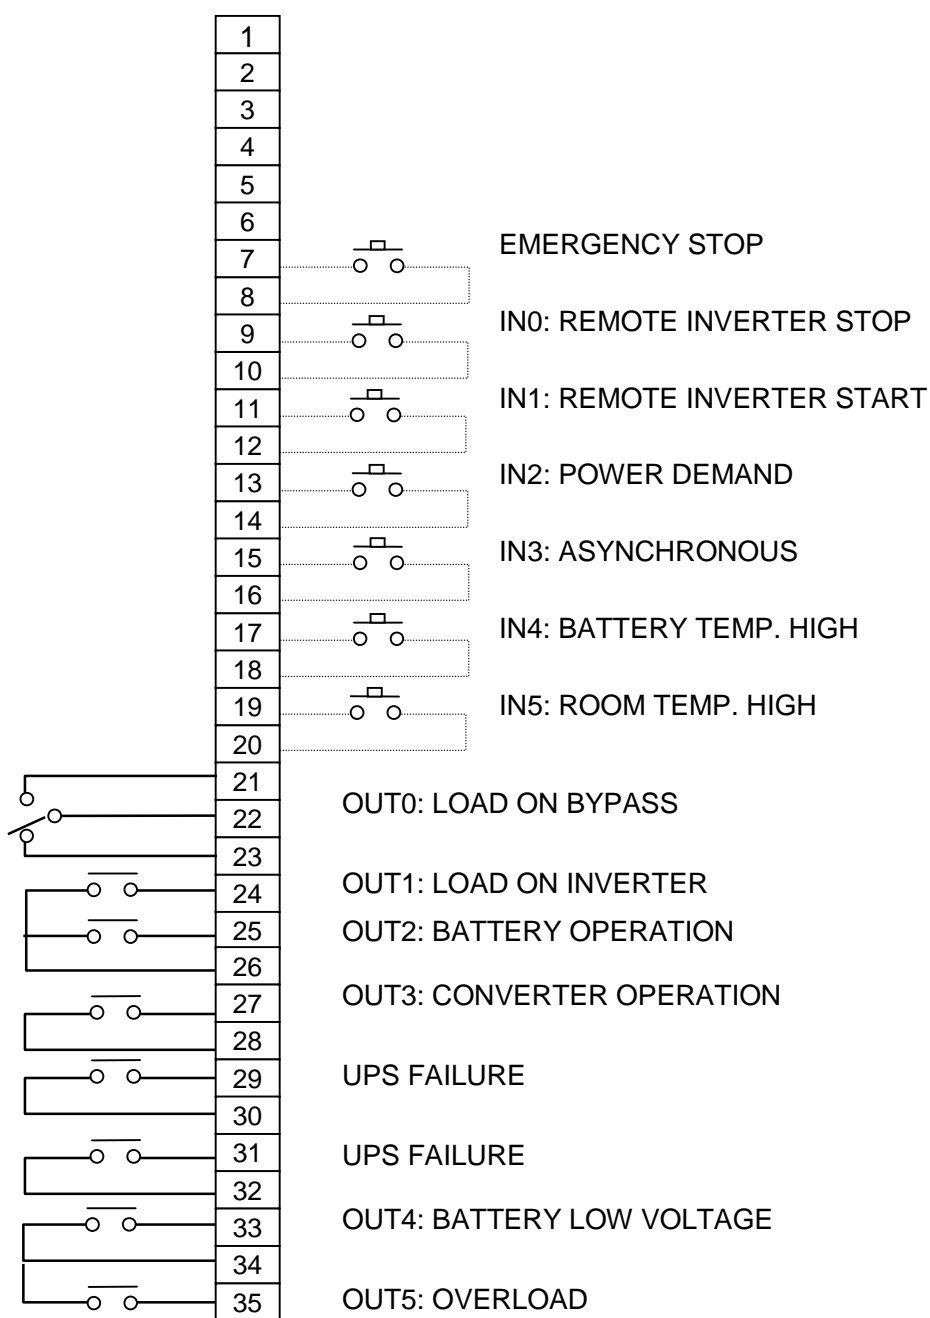 1
2
3
4
5
6
7
EMERGENCY STOP
8
9
IN0: REMOTE INVERTER STOP
10
11
IN1: REMOTE INVERTER START
12
13
IN2: POWER DEMAND
14
15
IN3: ASYNCHRONOUS
16
17
IN4: BATTERY TEMP. HIGH
18
19
IN5: ROOM TEMP. HIGH
20
21
22
OUT0: LOAD ON BYPASS
23
24
OUT1: LOAD ON INVERTER
25
OUT2: BATTERY OPERATION
26
27
OUT3: CONVERTER OPERATION
28
29
UPS FAILURE
30
31
UPS FAILURE
32
33
OUT4: BATTERY LOW VOLTAGE
34
35
OUT5: OVERLOAD